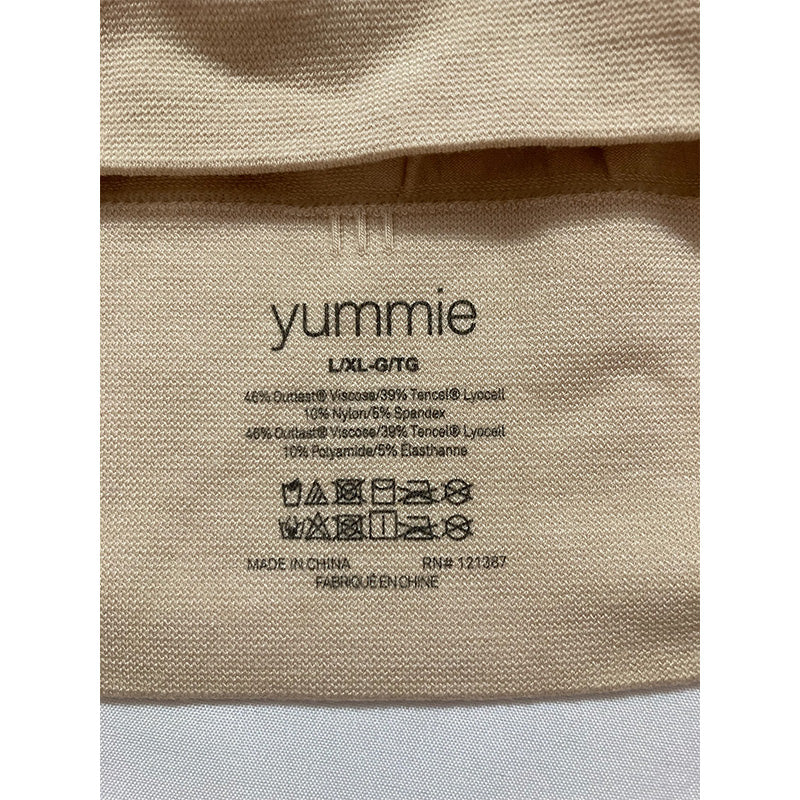 yummie
L/XL-G/TG
46% Outlast® Viscose/39% Tencel® Lyocell
10% Nylon/5% Spandex
46% Outlast® Viscose/39% Tencel® Lyocell
10% Polyamide/5% Elasthanne
MADE IN CHINA RN# 121387
FABRIQUÉ EN CHINE